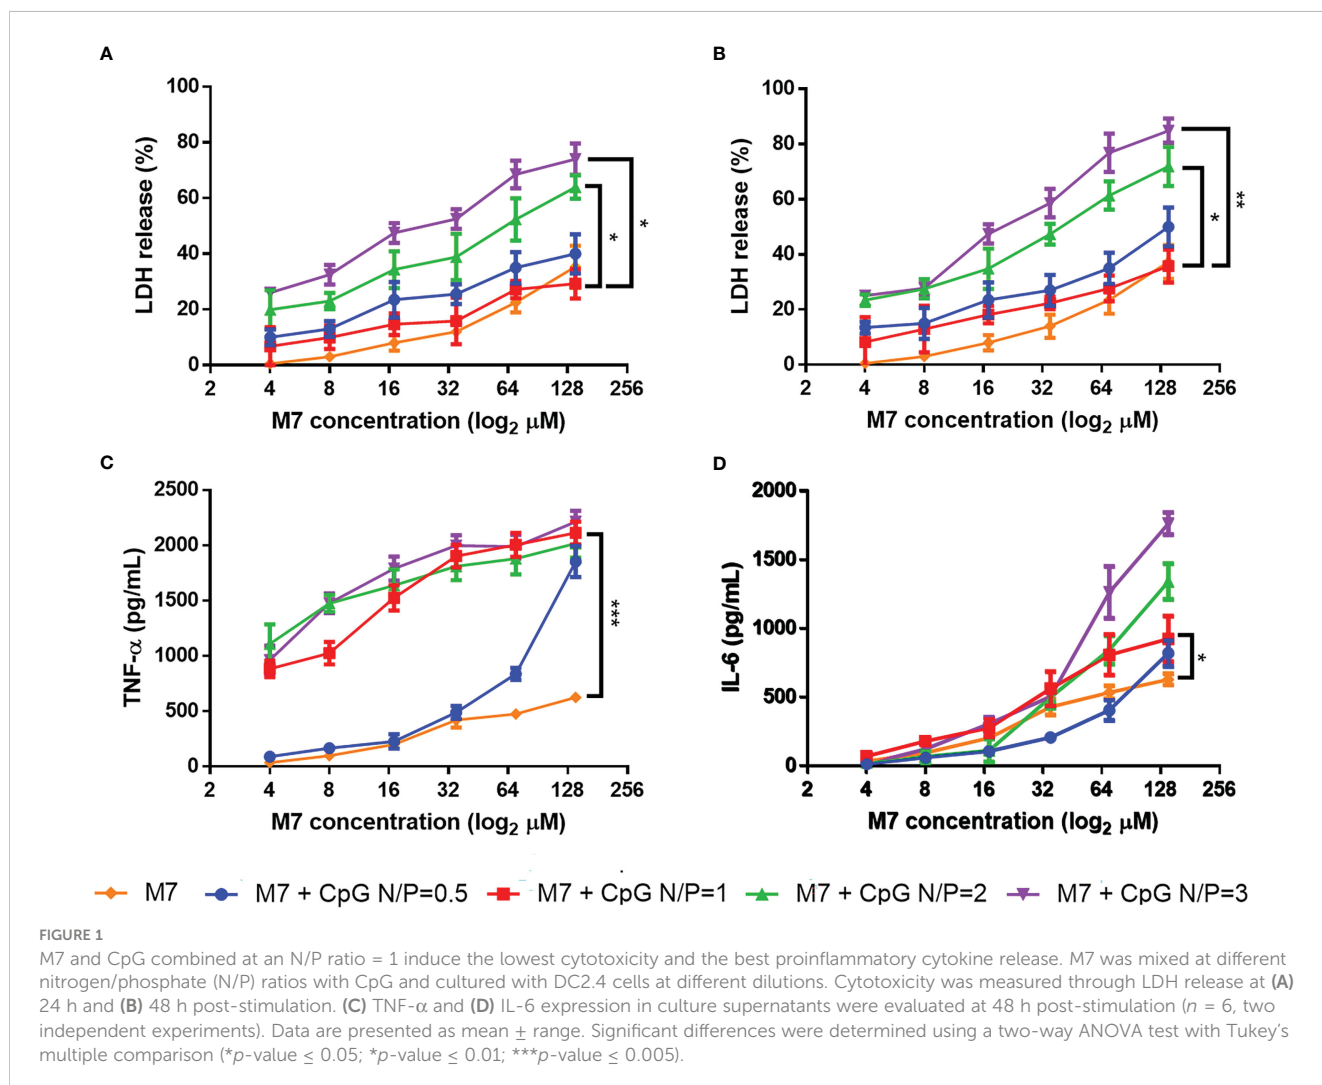 A
LDH release (%)
100
80
60
40
20
0
2 4 8 16 32 64 128 256
M7 concentration (log2 μM)
*
*
B
LDH release (%)
100
80
60
40
20
0
2 4 8 16 32 64 128 256
M7 concentration (log2 μM)
*
**
C
TNF-α (pg/mL)
2500
2000
1500
1000
500
0
2 4 8 16 32 64 128 256
M7 concentration (log2 μM)
***
D
IL-6 (pg/mL)
2000
1500
1000
500
0
2 4 8 16 32 64 128 256
M7 concentration (log2 μM)
*
M7 M7 + CpG N/P=0.5 M7 + CpG N/P=1 M7 + CpG N/P=2 M7 + CpG N/P=3
FIGURE 1
M7 and CpG combined at an N/P ratio = 1 induce the lowest cytotoxicity and the best proinflammatory cytokine release. M7 was mixed at different
nitrogen/phosphate (N/P) ratios with CpG and cultured with DC2.4 cells at different dilutions. Cytotoxicity was measured through LDH release at (A)
24 h and (B) 48 h post-stimulation. (C) TNF-α and (D) IL-6 expression in culture supernatants were evaluated at 48 h post-stimulation (n = 6, two
independent experiments). Data are presented as mean ± range. Significant differences were determined using a two-way ANOVA test with Tukey's
multiple comparison (*p-value ≤ 0.05; *p-value ≤ 0.01; ***p-value ≤ 0.005).